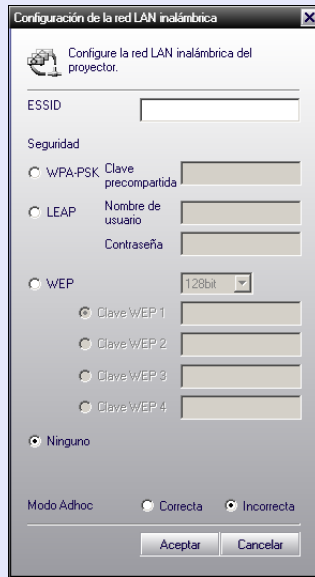 Configuración de la red LAN inalámbrica
Configure la red LAN inalámbrica del
proyector.
ESSID
Seguridad
WPA-PSK Clave
precompartida
LEAP Nombre de
usuario
Contraseña
WEP 128bit
Clave WEP 1
Clave WEP 2
Clave WEP 3
Clave WEP 4
Ninguno
Modo Adhoc Correcta Incorrecta
Aceptar Cancelar